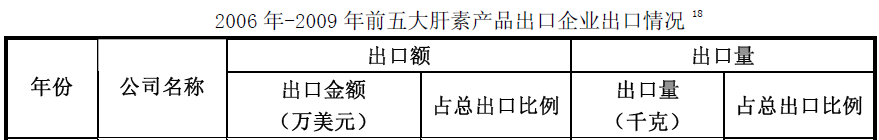 2006 年-2009 年前五大肝素产品出口企业出口情况 18
年份 公司名称 出口额 出口量
出口金额（万美元） 占总出口比例 出口量（千克） 占总出口比例